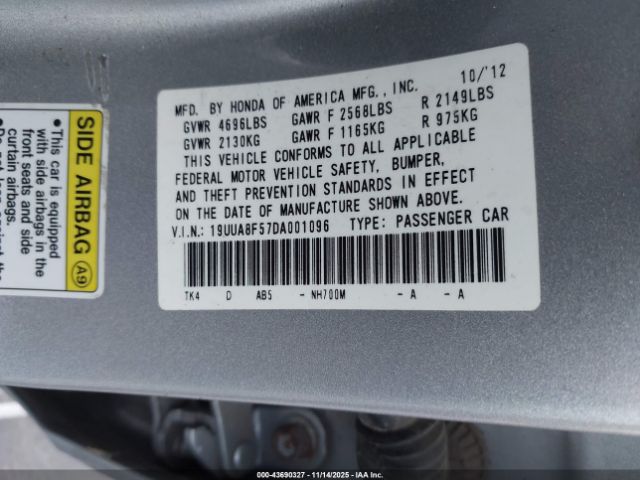 MFD. BY HONDA OF AMERICA MFG., INC. 10/'12
GVWR 4696LBS GAWR F 2568LBS R 2149LBS
GVWR 2130KG GAWR F 1165KG R 975KG
THIS VEHICLE CONFORMS TO ALL APPLICABLE
FEDERAL MOTOR VEHICLE SAFETY, BUMPER,
AND THEFT PREVENTION STANDARDS IN EFFECT
ON THE DATE OF MANUFACTURE SHOWN ABOVE.
V.I.N.: 19UUA8F57DA001096 TYPE: PASSENGER CAR
TK4 D AB5 - NH700M - A - A
SIDE AIRBAG A9
•This car is equipped
with side airbags in the
front seats and side
curtain airbags.
000 - 43690327 - 11/14/2025 - IAA Inc.